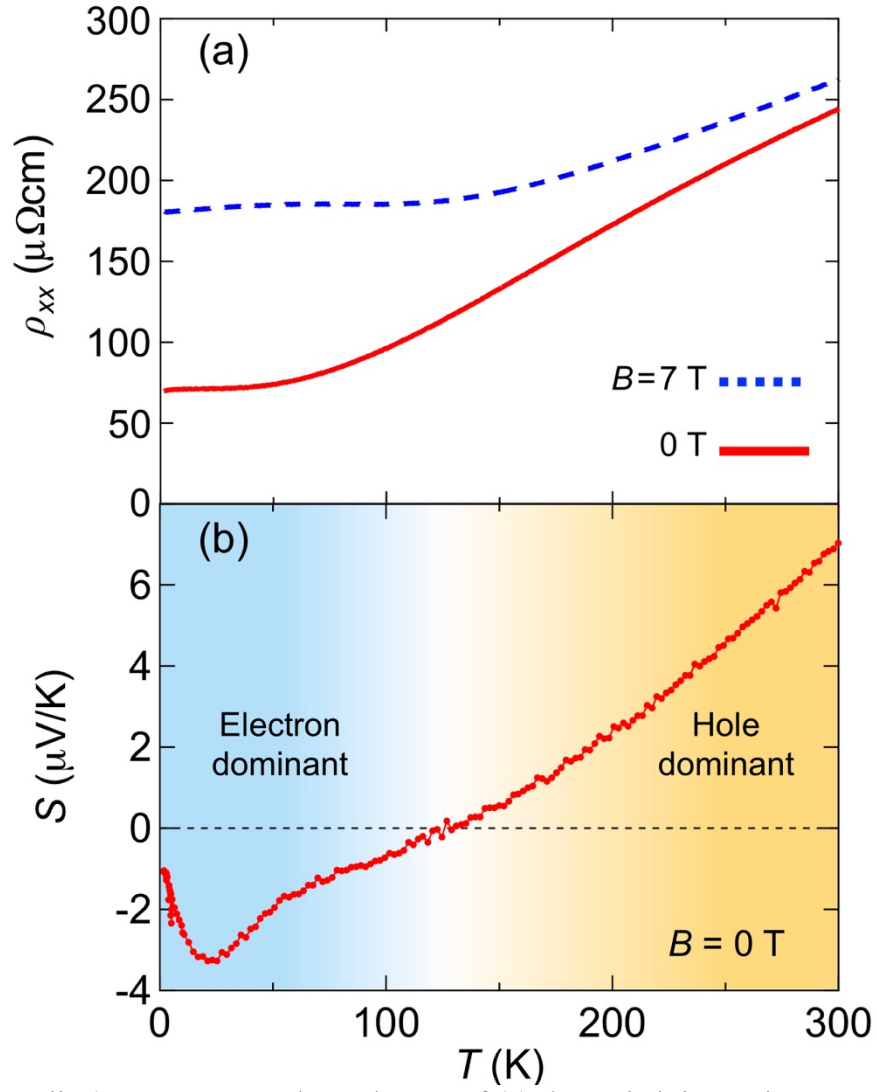 300
(a)
250
200
150
100
50
0
ρxx (μΩcm)
B=7 T
0 T
(b)
6
4
2
0
-2
-4
S (μV/K)
Electron
dominant
Hole
dominant
B = 0 T
0 100 200 300
T (K)